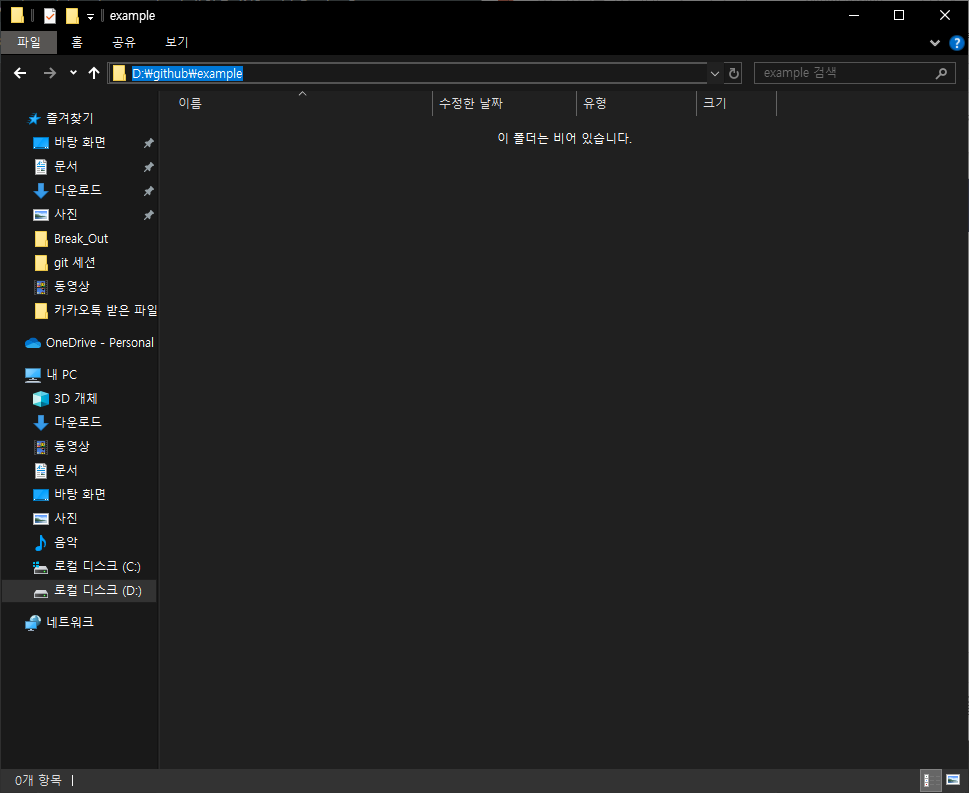 example
파일 홈 공유 보기
D:₩github₩example
example 검색
이름 수정한 날짜 유형 크기
이 폴더는 비어 있습니다.
즐겨찾기
바탕 화면
문서
다운로드
사진
Break_Out
git 세션
동영상
카카오톡 받은 파일
OneDrive - Personal
내 PC
3D 개체
다운로드
동영상
문서
바탕 화면
사진
음악
로컬 디스크 (C:)
로컬 디스크 (D:)
네트워크
0개 항목